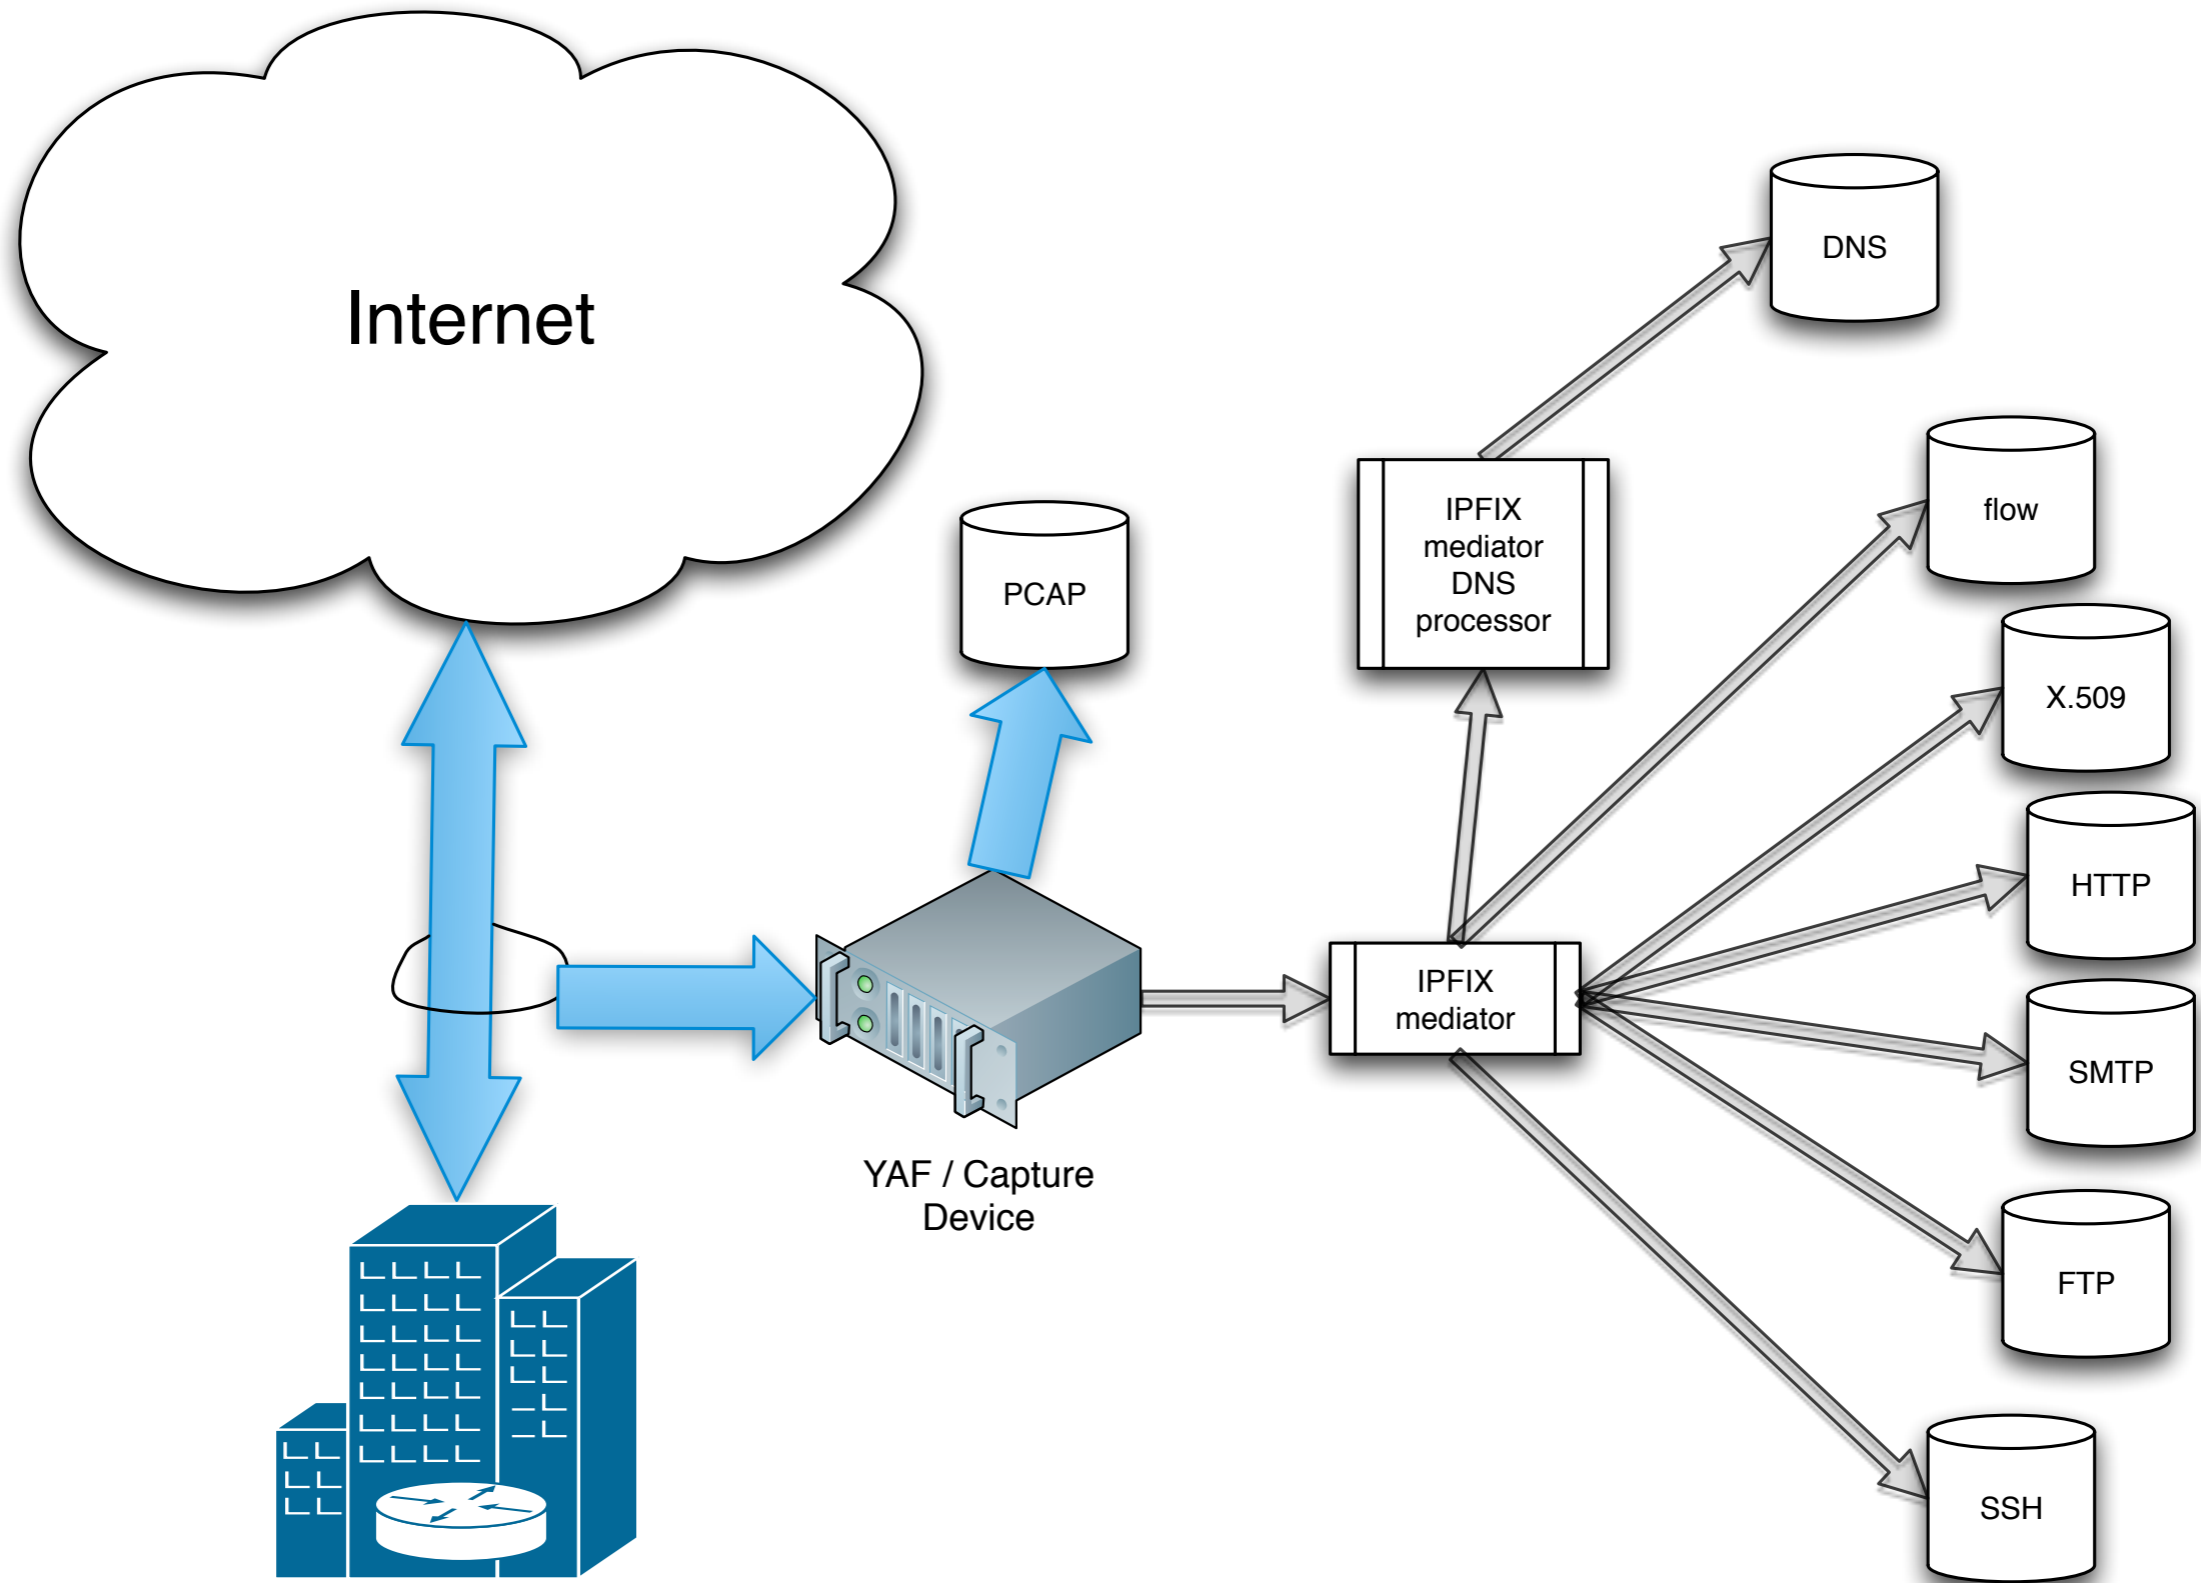 Internet
DNS
flow
IPFIX
mediator
DNS
processor
PCAP
X.509
HTTP
IPFIX
mediator
SMTP
YAF / Capture
Device
FTP
SSH